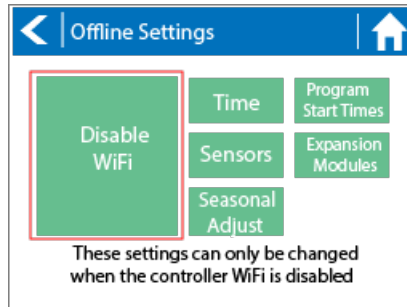 Offline Settings
Disable
WiFi
Time
Program
Start Times
Sensors
Expansion
Modules
Seasonal
Adjust
These settings can only be changed
when the controller WiFi is disabled